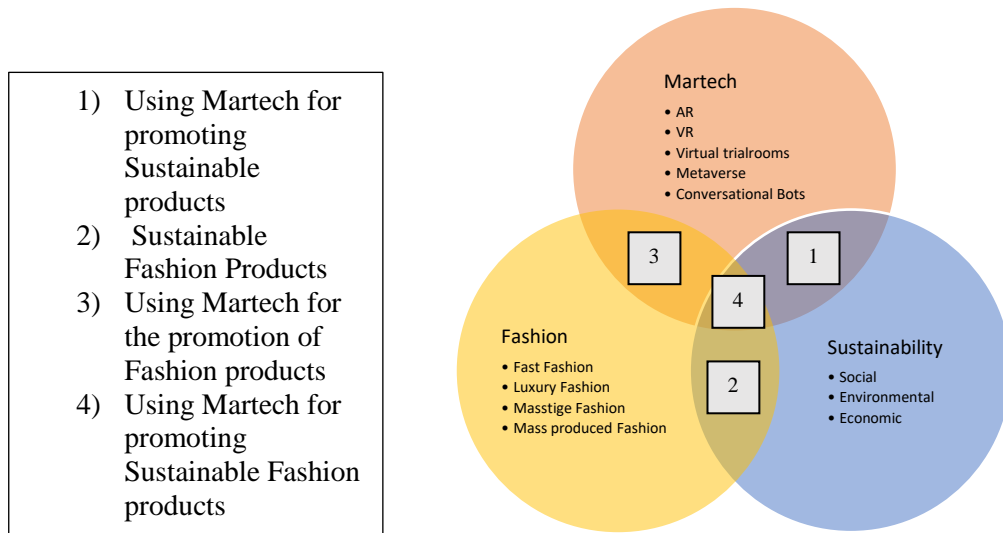 1) Using Martech for
promoting
Sustainable
products
2) Sustainable
Fashion Products
3) Using Martech for
the promotion of
Fashion products
4) Using Martech for
promoting
Sustainable Fashion
products
Martech
• AR
• VR
• Virtual trialrooms
• Metaverse
• Conversational Bots
3
1
4
2
Fashion
• Fast Fashion
• Luxury Fashion
• Masstige Fashion
• Mass produced Fashion
Sustainability
• Social
• Environmental
• Economic